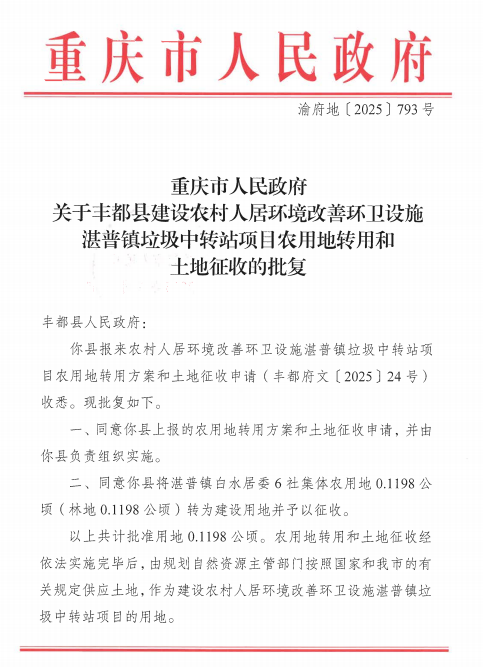 重庆市人民政府
渝府地〔2025〕793号
重庆市人民政府
关于丰都县建设农村人居环境改善环卫设施
湛普镇垃圾中转站项目农用地转用和
土地征收的批复
丰都县人民政府：
你县报来农村人居环境改善环卫设施湛普镇垃圾中转站项
目农用地转用方案和土地征收申请（丰都府文〔2025〕24号）
收悉。现批复如下。
一、同意你县上报的农用地转用方案和土地征收申请，并由
你县负责组织实施。
二、同意你县将湛普镇白水居委6社集体农用地0.1198公
顷（林地0.1198公顷）转为建设用地并予以征收。
以上共计批准用地0.1198公顷。农用地转用和土地征收经
依法实施完毕后，由规划自然资源主管部门按照国家和我市的有
关规定供应土地，作为建设农村人居环境改善环卫设施湛普镇垃
圾中转站项目的用地。